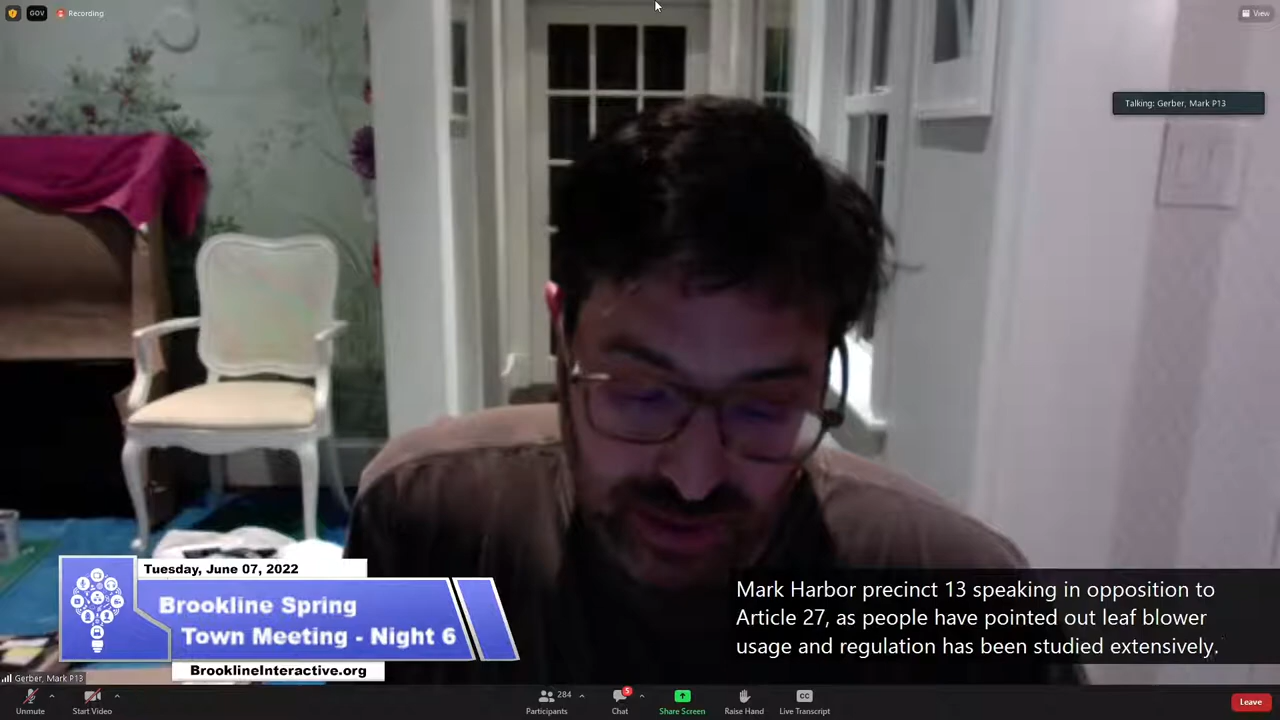 GOV
Recording
View
Talking: Gerber, Mark P13
Tuesday, June 07, 2022
Brookline Spring
Town Meeting - Night 6
BrooklineInteractive.org
Mark Harbor precinct 13 speaking in opposition to
Article 27, as people have pointed out leaf blower
usage and regulation has been studied extensively.
Gerber, Mark P13
Unmute
Start Video
284
Participants
5
Chat
Share Screen
Raise Hand
CC
Live Transcript
Leave